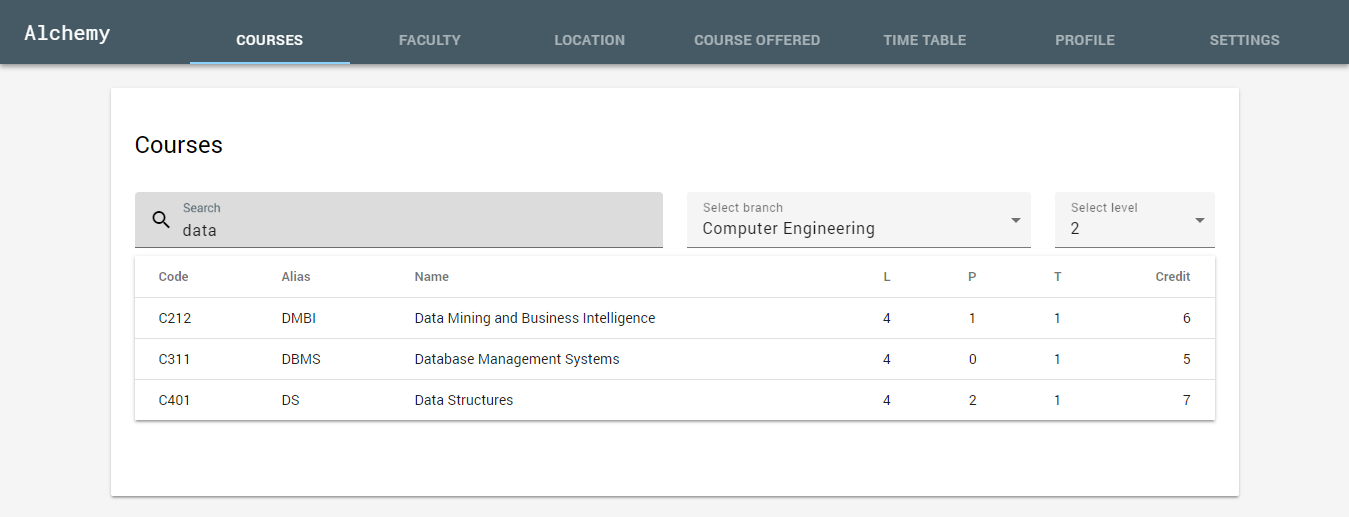 Alchemy COURSES FACULTY LOCATION COURSE OFFERED TIME TABLE PROFILE SETTINGS
Courses
Search Select branch Select level
data Computer Engineering 2
Code Alias Name L P T Credit
C212 DMBI Data Mining and Business Intelligence 4 1 1 6
C311 DBMS Database Management Systems 4 0 1 5
C401 DS Data Structures 4 2 1 7